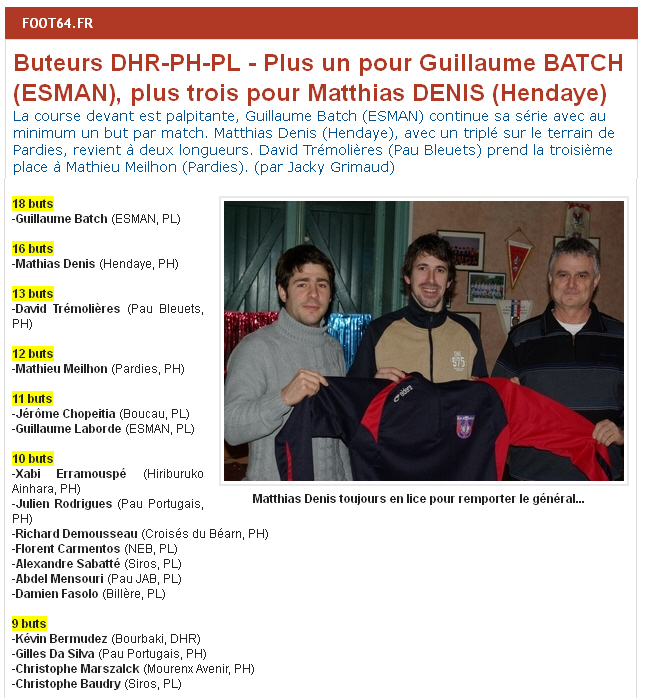 FOOT64.FR
Buteurs DHR-PH-PL - Plus un pour Guillaume BATCH
(ESMAN), plus trois pour Matthias DENIS (Hendaye)
La course devant est palpitante, Guillaume Batch (ESMAN) continue sa série avec au
minimum un but par match. Matthias Denis (Hendaye), avec un triplé sur le terrain de
Pardies, revient à deux longueurs. David Trémolières (Pau Bleuets) prend la troisième
place à Mathieu Meilhon (Pardies). (par Jacky Grimaud)
18 buts
-Guillaume Batch (ESMAN, PL)
16 buts
-Mathias Denis (Hendaye, PH)
13 buts
-David Trémolières (Pau Bleuets,
PH)
12 buts
-Mathieu Meilhon (Pardies, PH)
11 buts
-Jérôme Chopeitia (Boucau, PL)
-Guillaume Laborde (ESMAN, PL)
10 buts
-Xabi Erramouspé (Hiriburuko
Ainhara, PH)
-Julien Rodrigues (Pau Portugais,
PH)
-Richard Demousseau (Croisés du Béarn, PH)
-Florent Carmentos (NEB, PL)
-Alexandre Sabatté (Siros, PL)
-Abdel Mensouri (Pau JAB, PL)
-Damien Fasolo (Billère, PL)
9 buts
-Kévin Bermudez (Bourbaki, DHR)
-Gilles Da Silva (Pau Portugais, PH)
-Christophe Marszalck (Mourenx Avenir, PH)
-Christophe Baudry (Siros, PL)
975
Matthias Denis toujours en lice pour remporter le général...